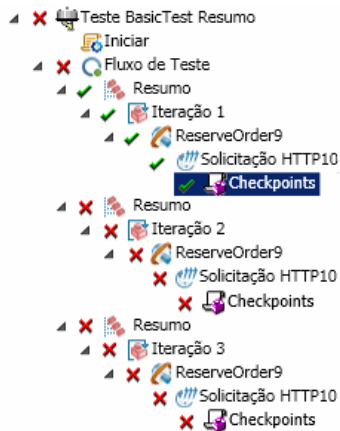 Teste BasicTest Resumo
Iniciar
Fluxo de Teste
Resumo
Iteração 1
ReserveOrder9
Solicitação HTTP10
Checkpoints
Resumo
Iteração 2
ReserveOrder9
Solicitação HTTP10
Checkpoints
Resumo
Iteração 3
ReserveOrder9
Solicitação HTTP10
Checkpoints